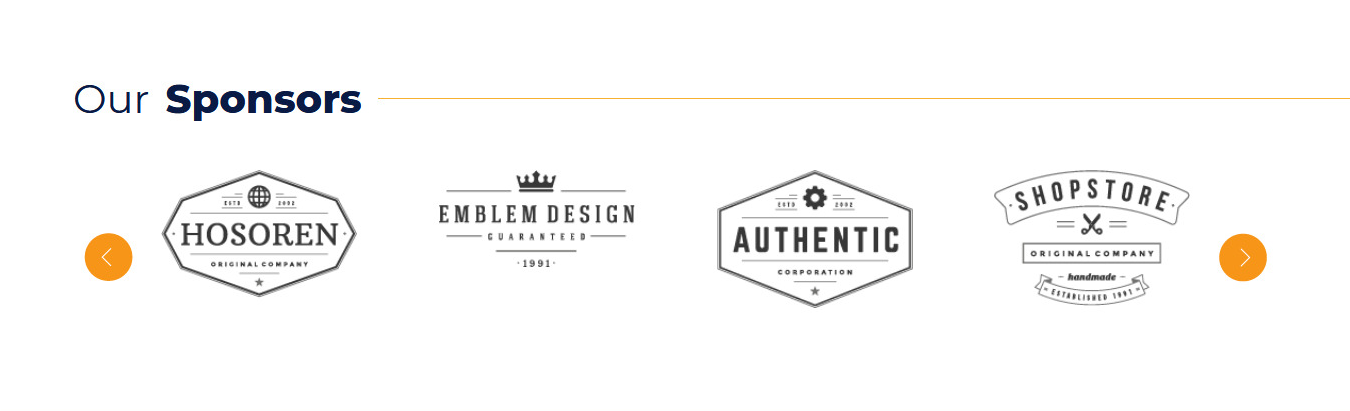 Our Sponsors
ESTD 2002
HOSOREN
ORIGINAL COMPANY
EMBLEM DESIGN
GUARANTEED
·1991·
ESTD 2002
AUTHENTIC
CORPORATION
·SHOPSTORE·
ORIGINAL COMPANY
handmade
ESTABLISHED 1991